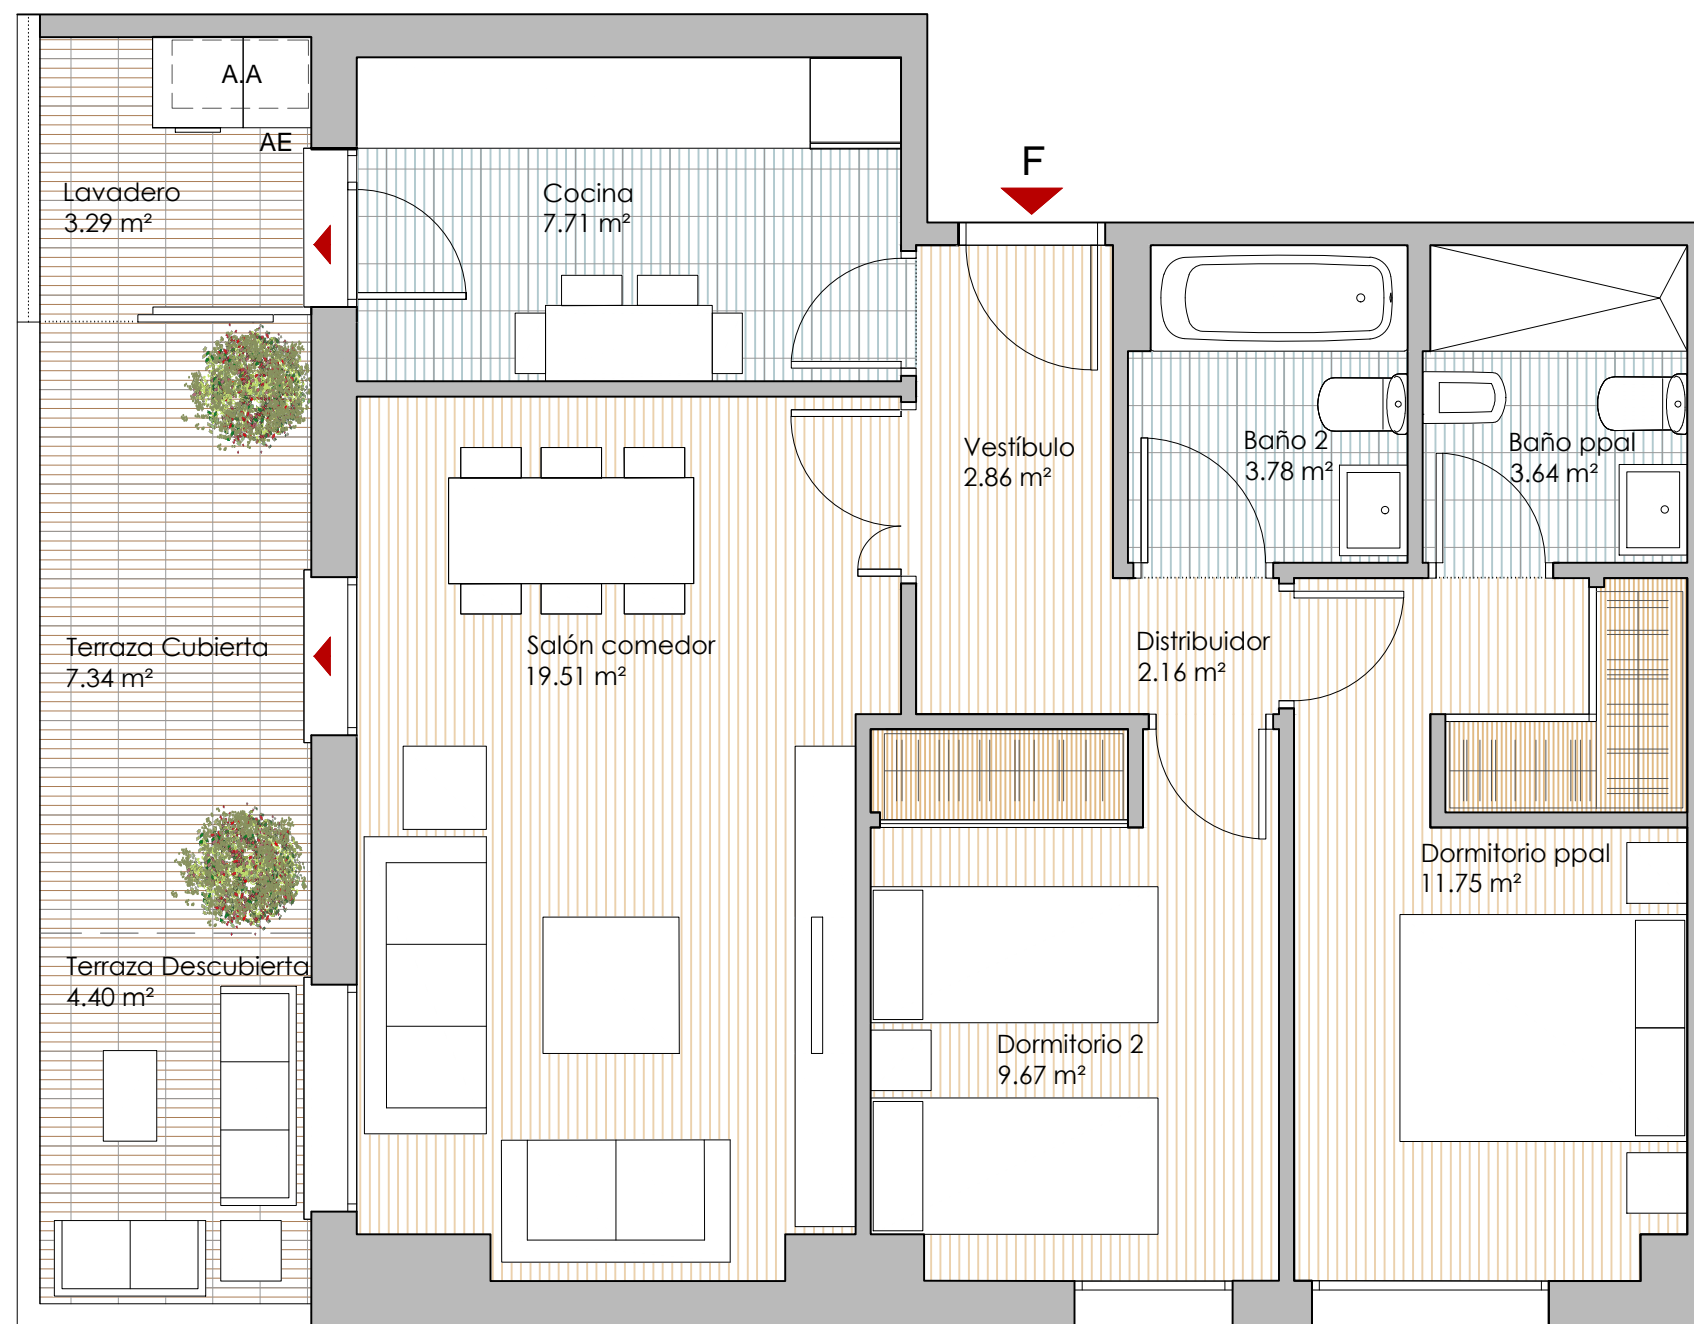 A.A
AE
F
Lavadero
3.29 m²
Cocina
7.71 m²
Vestíbulo
2.86 m²
Baño 2
3.78 m²
Baño ppal
3.64 m²
Terraza Cubierta
7.34 m²
Salón comedor
19.51 m²
Distribuidor
2.16 m²
Dormitorio ppal
11.75 m²
Terraza Descubierta
4.40 m²
Dormitorio 2
9.67 m²